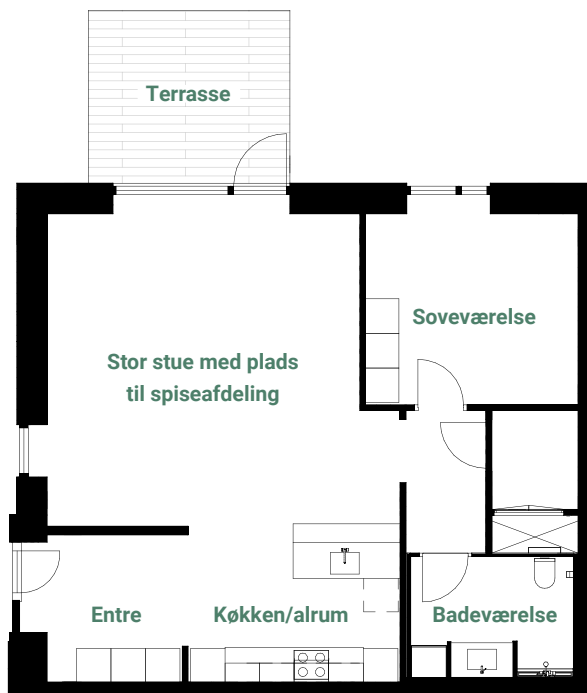 Terrasse
Soveværelse
Stor stue med plads
til spiseafdeling
Entre
Køkken/alrum
Badeværelse